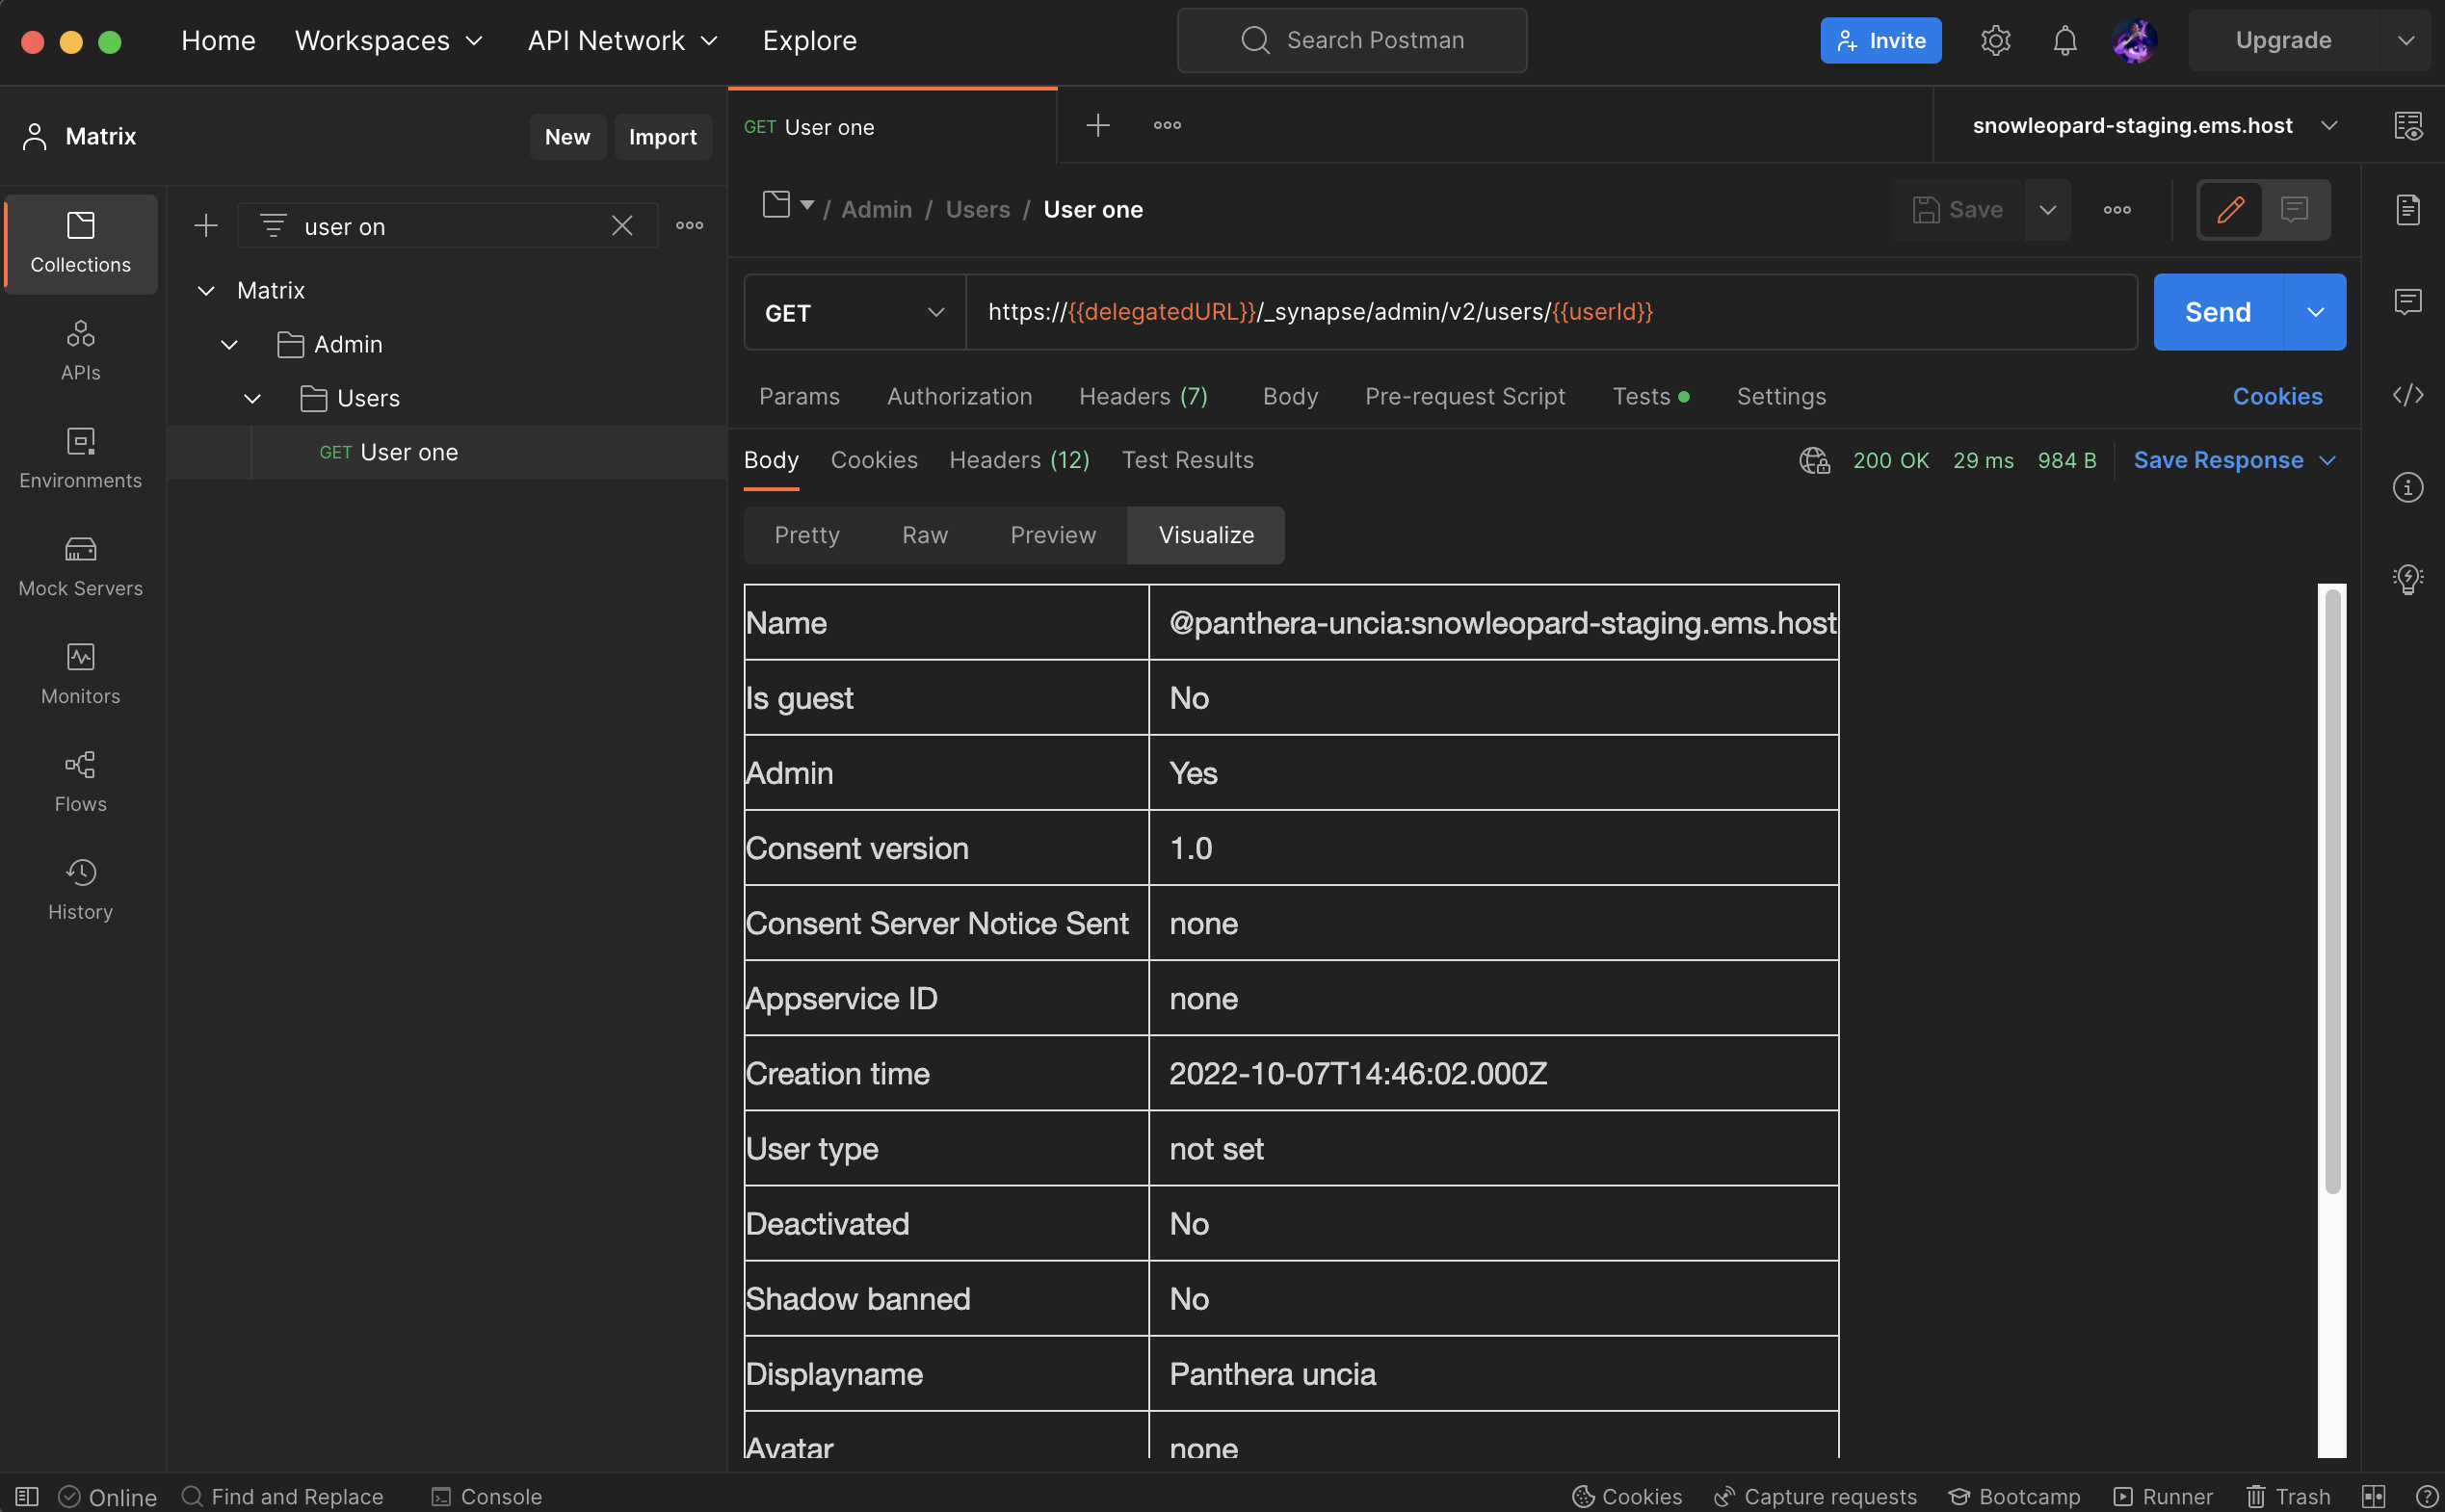 Home Workspaces API Network Explore Search Postman Invite Upgrade
Matrix New Import
GET User one
snowleopard-staging.ems.host
Collections
APIs
Environments
Mock Servers
Monitors
Flows
History
user on
Matrix
Admin
Users
GET User one
/ Admin / Users / User one Save
GET https://{{delegatedURL}}/_synapse/admin/v2/users/{{userId}} Send
Params Authorization Headers (7) Body Pre-request Script Tests Settings Cookies
Body Cookies Headers (12) Test Results 200 OK 29 ms 984 B Save Response
Pretty Raw Preview Visualize
Name @panthera-uncia:snowleopard-staging.ems.host
Is guest No
Admin Yes
Consent version 1.0
Consent Server Notice Sent none
Appservice ID none
Creation time 2022-10-07T14:46:02.000Z
User type not set
Deactivated No
Shadow banned No
Displayname Panthera uncia
Avatar none
Online Find and Replace Console Cookies Capture requests Bootcamp Runner Trash